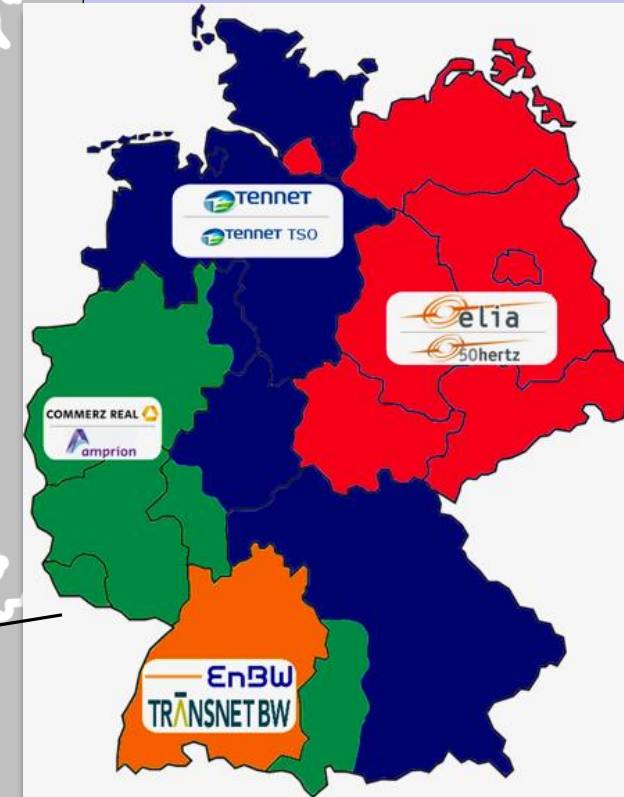 TENNET
TENNET TSO
elia
50hertz
COMMERZ REAL
amprion
EnBW
TRANSNET BW